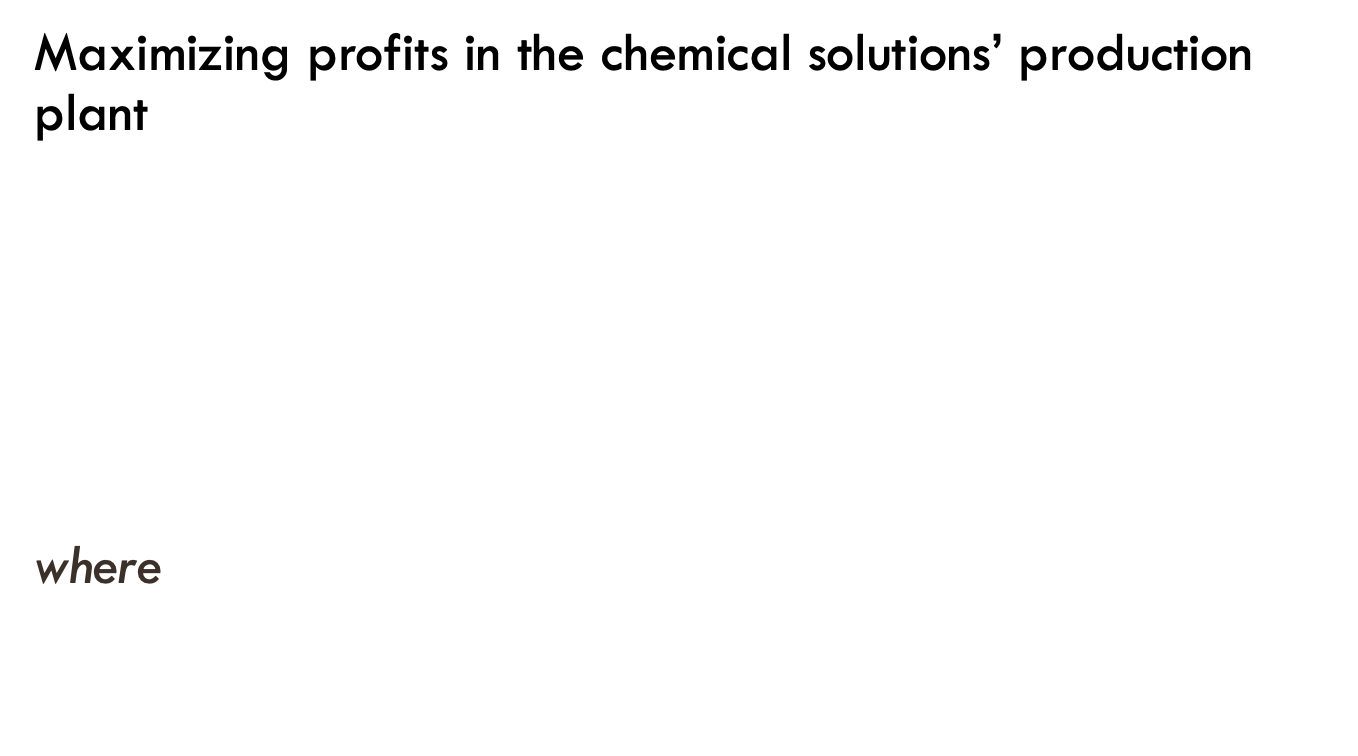 Maximizing profits in the chemical solutions’ production
plant
where